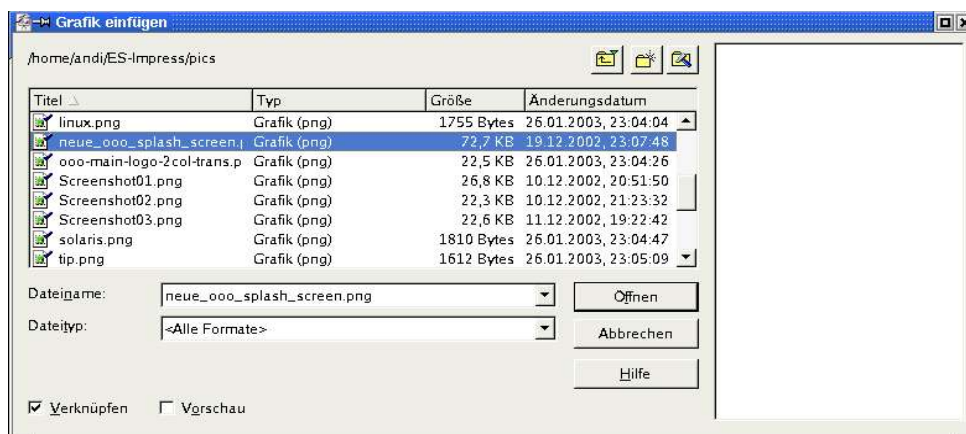 Grafik einfügen
/home/andi/ES-Impress/pics
Titel Typ Größe Änderungsdatum
linux.png Grafik (png) 1755 Bytes 26.01.2003, 23:04:04
neue_ooo_splash_screen. Grafik (png) 72,7 KB 19.12.2002, 23:07:48
ooo-main-logo-2col-trans.p Grafik (png) 22,5 KB 26.01.2003, 23:04:26
Screenshot01.png Grafik (png) 26,8 KB 10.12.2002, 20:51:50
Screenshot02.png Grafik (png) 22,3 KB 10.12.2002, 21:23:32
Screenshot03.png Grafik (png) 22,6 KB 11.12.2002, 19:22:42
solaris.png Grafik (png) 1810 Bytes 26.01.2003, 23:04:47
tip.png Grafik (png) 1612 Bytes 26.01.2003, 23:05:09
Dateiname: neue_ooo_splash_screen.png Öffnen
Dateityp: <Alle Formate> Abbrechen
Hilfe
Verknüpfen Vorschau